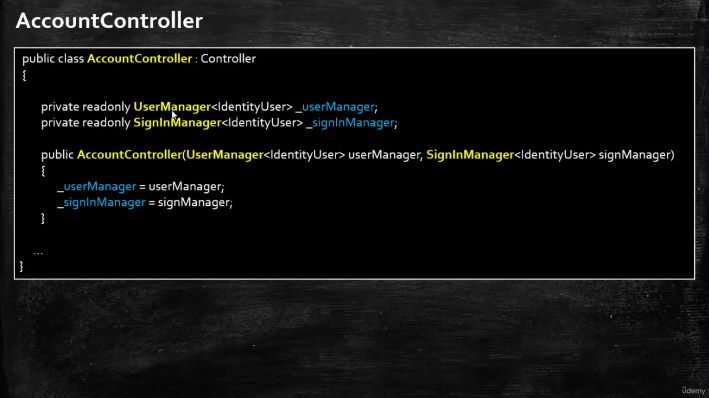 AccountController
public class AccountController : Controller
{
private readonly UserManager<IdentityUser> _userManager;
private readonly SignInManager<IdentityUser> _signInManager;
public AccountController(UserManager<IdentityUser> userManager, SignInManager<IdentityUser> signManager)
{
_userManager = userManager;
_signInManager = signManager;
}
...
}
ûdemy